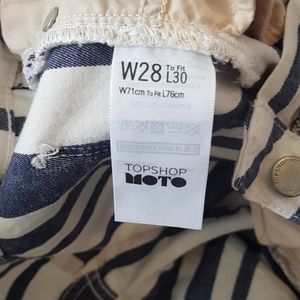 W28 To Fit L30
W71cm To Fit L76cm
TOPSHOP
MOTO